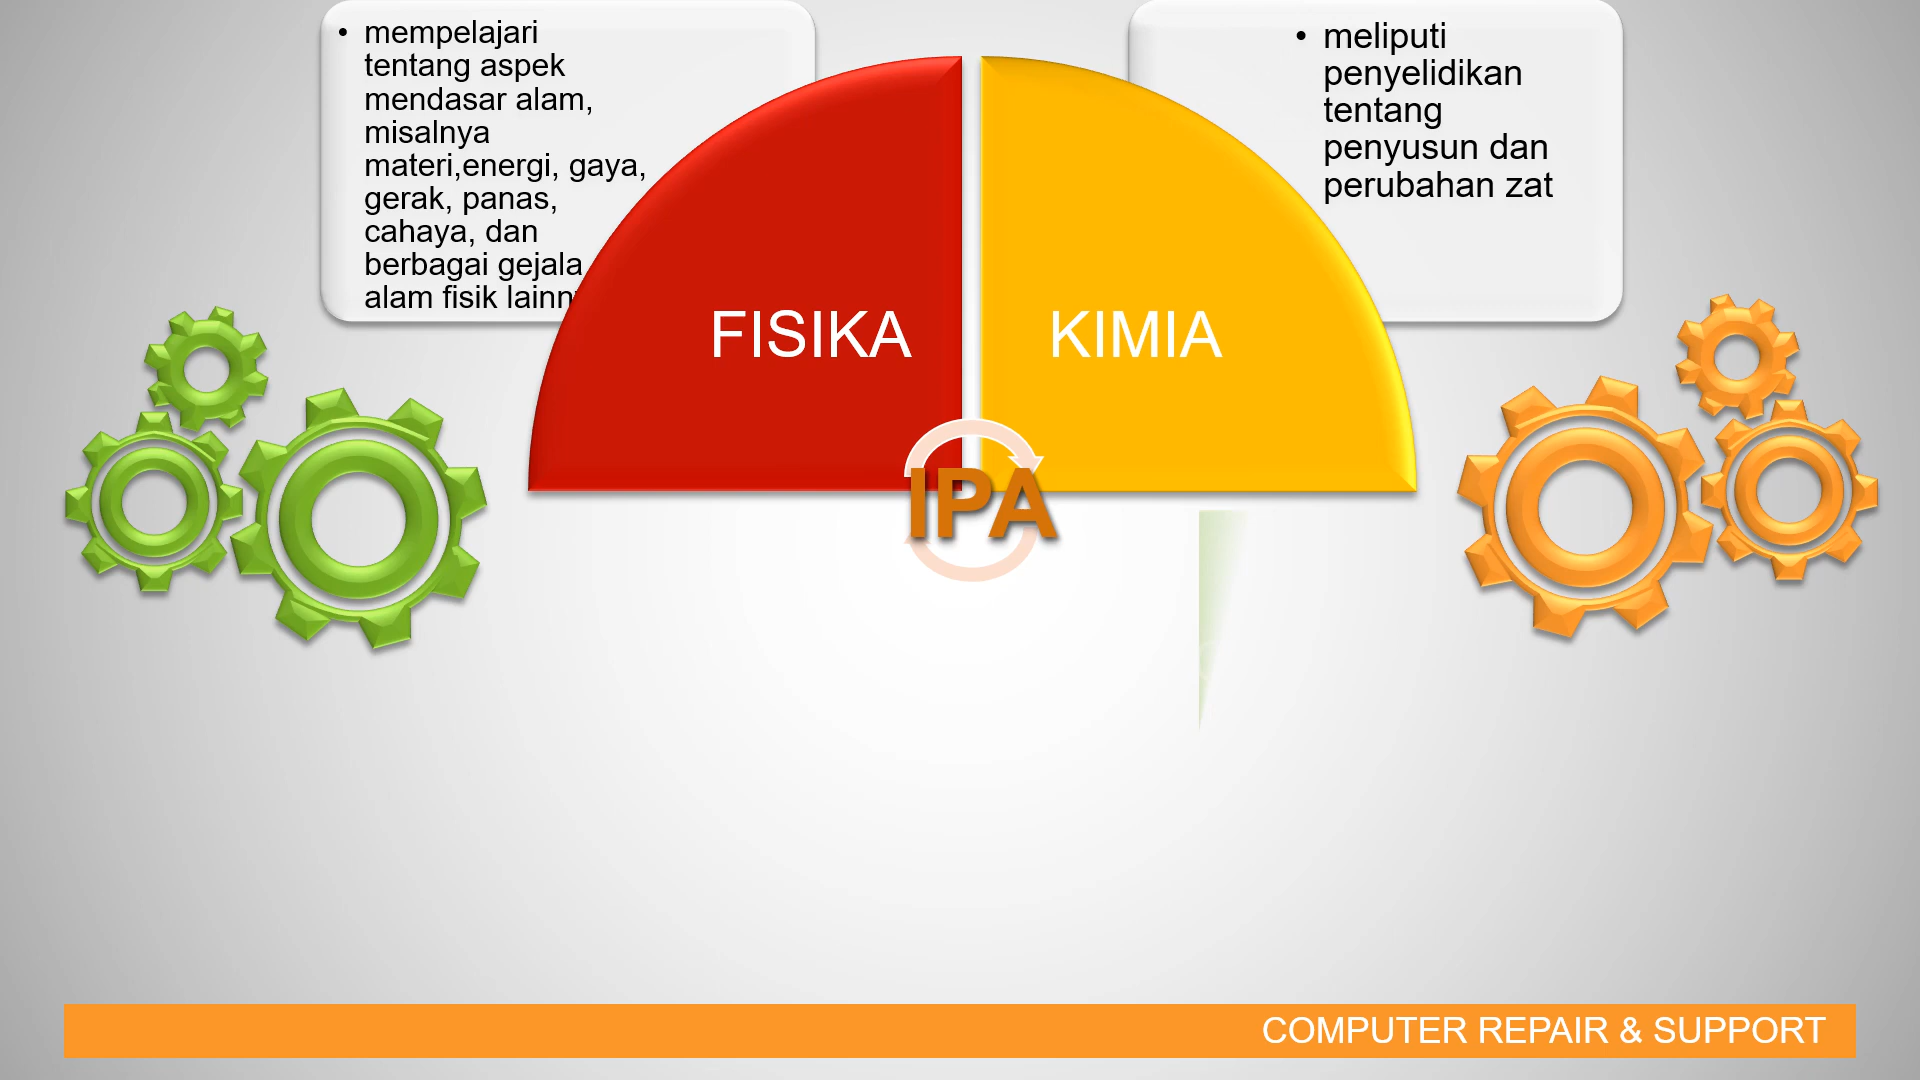 • mempelajari
tentang aspek
mendasar alam,
misalnya
materi,energi, gaya,
gerak, panas,
cahaya, dan
berbagai gejala
alam fisik lainn
• meliputi
penyelidikan
tentang
penyusun dan
perubahan zat
FISIKA
KIMIA
IPA
COMPUTER REPAIR & SUPPORT